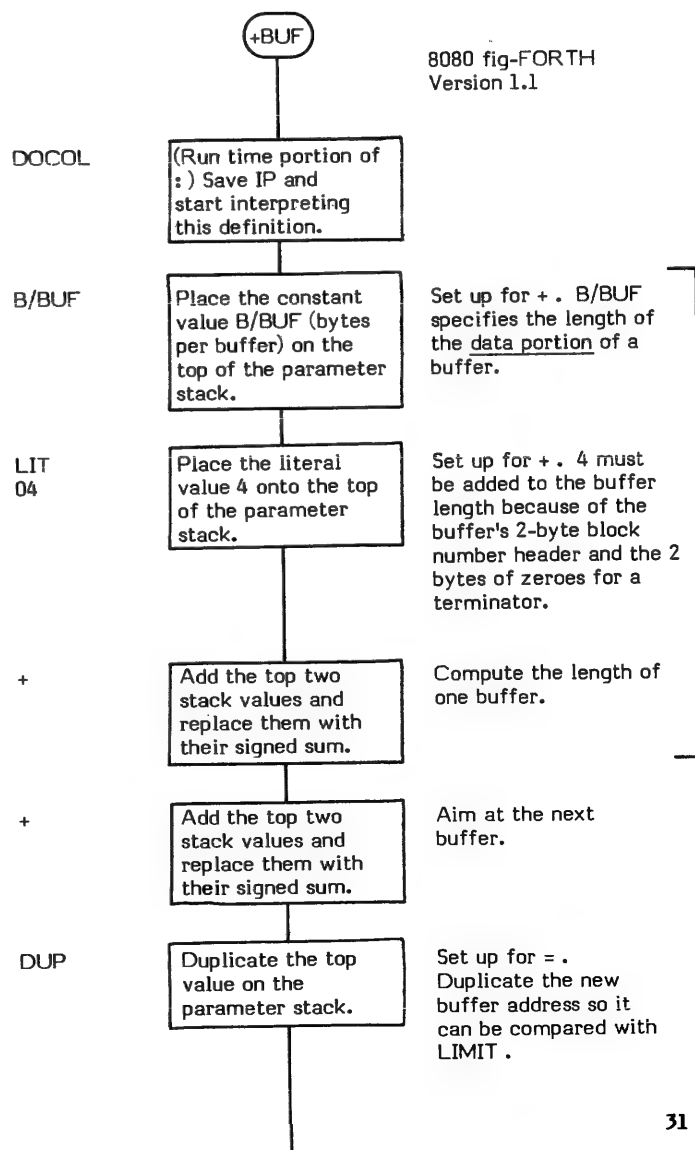 +BUF
8080 fig-FORTH
Version 1.1
DOCOL
(Run time portion of
: ) Save IP and
start interpreting
this definition.
B/BUF
Place the constant
value B/BUF (bytes
per buffer) on the
top of the parameter
stack.
Set up for + . B/BUF
specifies the length of
the data portion of a
buffer.
LIT
04
Place the literal
value 4 onto the top
of the parameter
stack.
Set up for + . 4 must
be added to the buffer
length because of the
buffer's 2-byte block
number header and the 2
bytes of zeroes for a
terminator.
+
Add the top two
stack values and
replace them with
their signed sum.
Compute the length of
one buffer.
+
Add the top two
stack values and
replace them with
their signed sum.
Aim at the next
buffer.
DUP
Duplicate the top
value on the
parameter stack.
Set up for = .
Duplicate the new
buffer address so it
can be compared with
LIMIT .
31